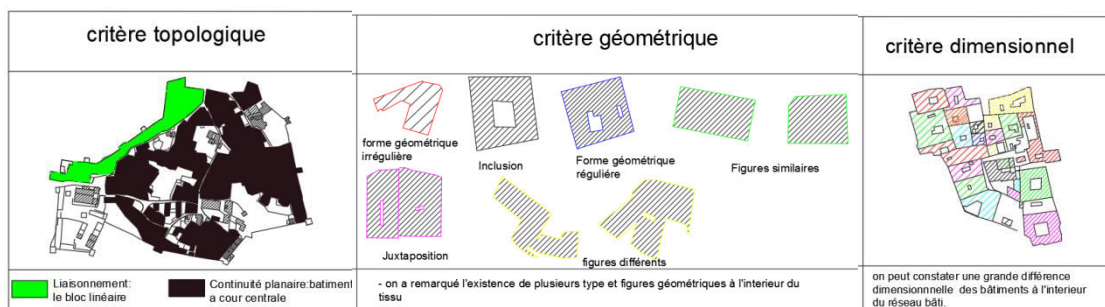 critère topologique
Liaisonnement:
le bloc linéaire
Continuité planaire:batiment
a cour centrale
critère géométrique
forme géométrique
irrégulière
Inclusion
Forme géométrique
réguliére
Figures similaires
Juxtaposition
figures différents
- on a remarqué l'existence de plusieurs type et figures géométriques à l'interieur du
tissu
critère dimensionnel
on peut constater une grande différence
dimensionnnelle des bâtiments à l'interieur
du réseau bâti.